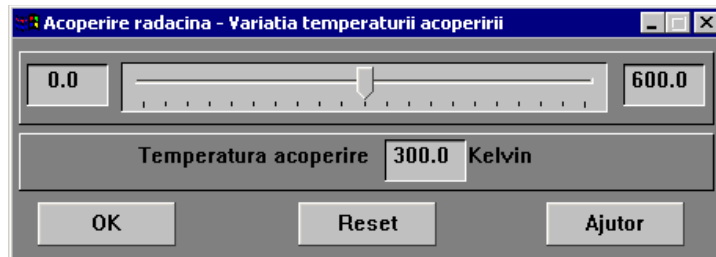 Acoperire radacina - Variatia temperaturii acoperirii
0.0 600.0
Temperatura acoperire 300.0 Kelvin
OK Reset Ajutor